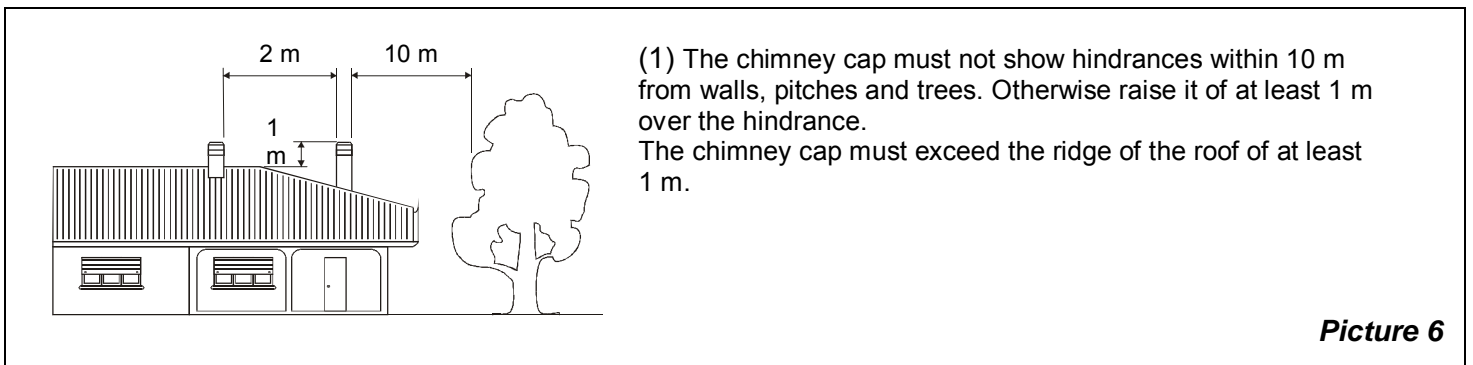 2 m
10 m
1
m
(1) The chimney cap must not show hindrances within 10 m
from walls, pitches and trees. Otherwise raise it of at least 1 m
over the hindrance.
The chimney cap must exceed the ridge of the roof of at least
1 m.
Picture 6